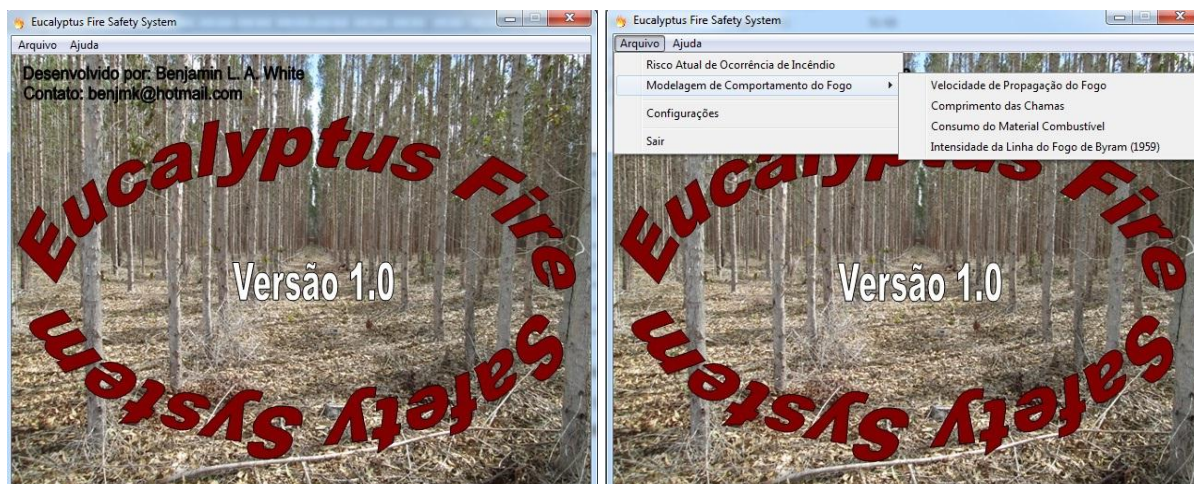 Eucalyptus Fire Safety System
Arquivo Ajuda
Desenvolvido por: Benjamin L. A. White
Contato: benjmk@hotmail.com
Eucalyptus Fire
Versão 1.0
Safety System
Eucalyptus Fire Safety System
Arquivo Ajuda
Risco Atual de Ocorrência de Incêndio
Modelagem de Comportamento do Fogo
Configurações
Sair
Velocidade de Propagação do Fogo
Comprimento das Chamas
Consumo do Material Combustível
Intensidade da Linha do Fogo de Byram (1959)
Eucalyptus Fire
Versão 1.0
Safety System